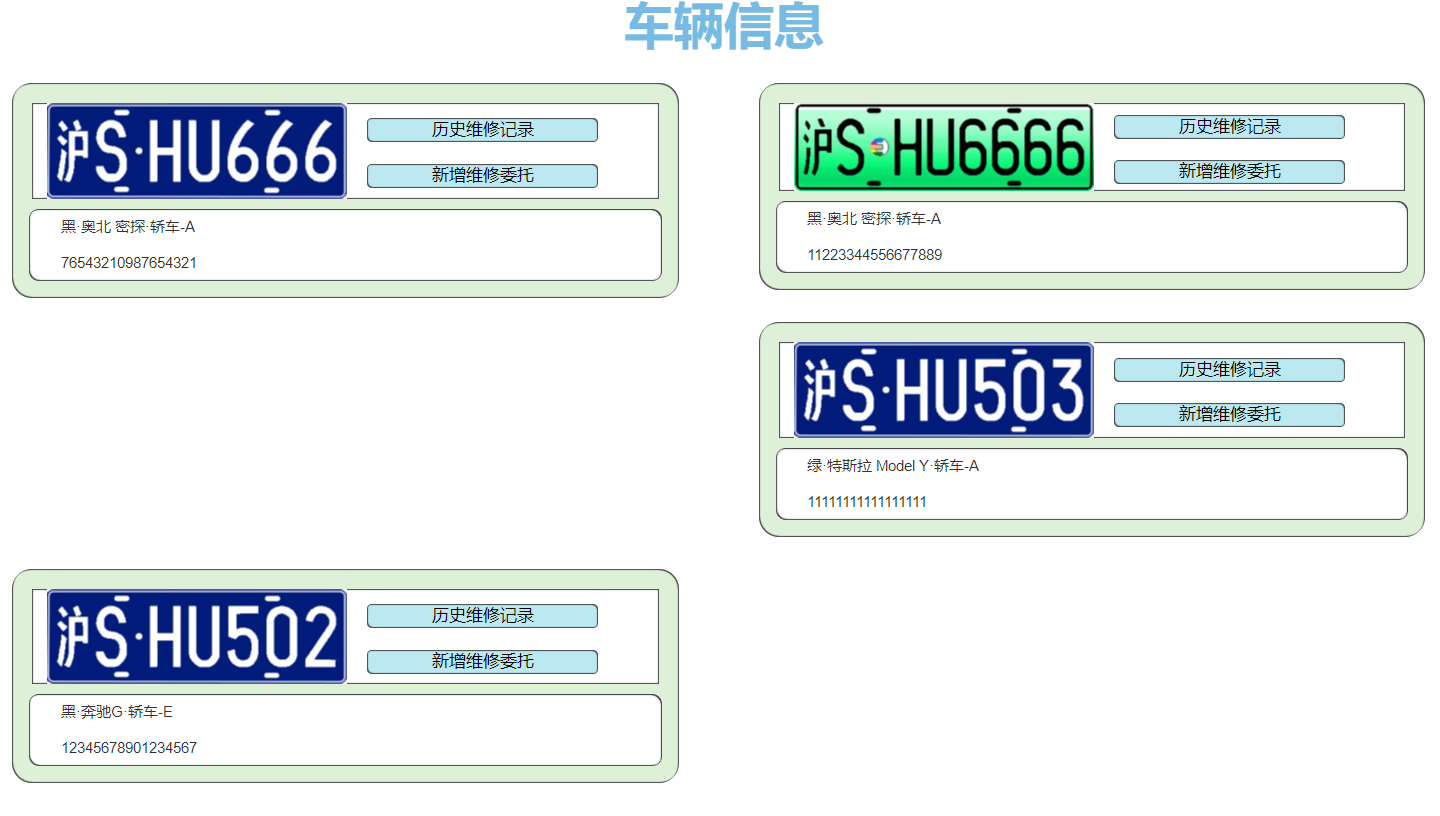 车辆信息
沪S·HU666
历史维修记录
新增维修委托
黑·奥北 密探·轿车-A
76543210987654321
沪S HU6666
历史维修记录
新增维修委托
黑·奥北 密探·轿车-A
11223344556677889
沪S·HU503
历史维修记录
新增维修委托
绿·特斯拉 Model Y·轿车-A
11111111111111111
沪S·HU502
历史维修记录
新增维修委托
黑·奔驰G·轿车-E
12345678901234567